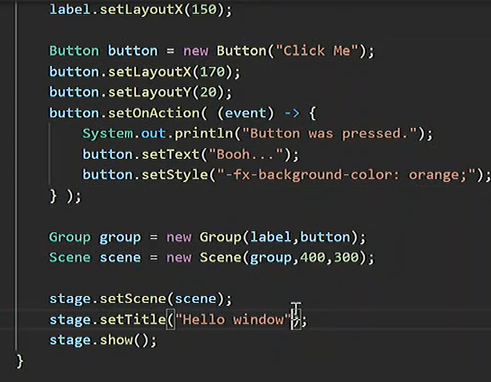 label.setLayoutX(150);
Button button = new Button("Click Me");
button.setLayoutX(170);
button.setLayoutY(20);
button.setOnAction( (event) -> {
System.out.println("Button was pressed.");
button.setText("Booh...");
button.setStyle("-fx-background-color: orange;");
} );
Group group = new Group(label,button);
Scene scene = new Scene(group,400,300);
stage.setScene(scene);
stage.setTitle("Hello window");
stage.show();
}